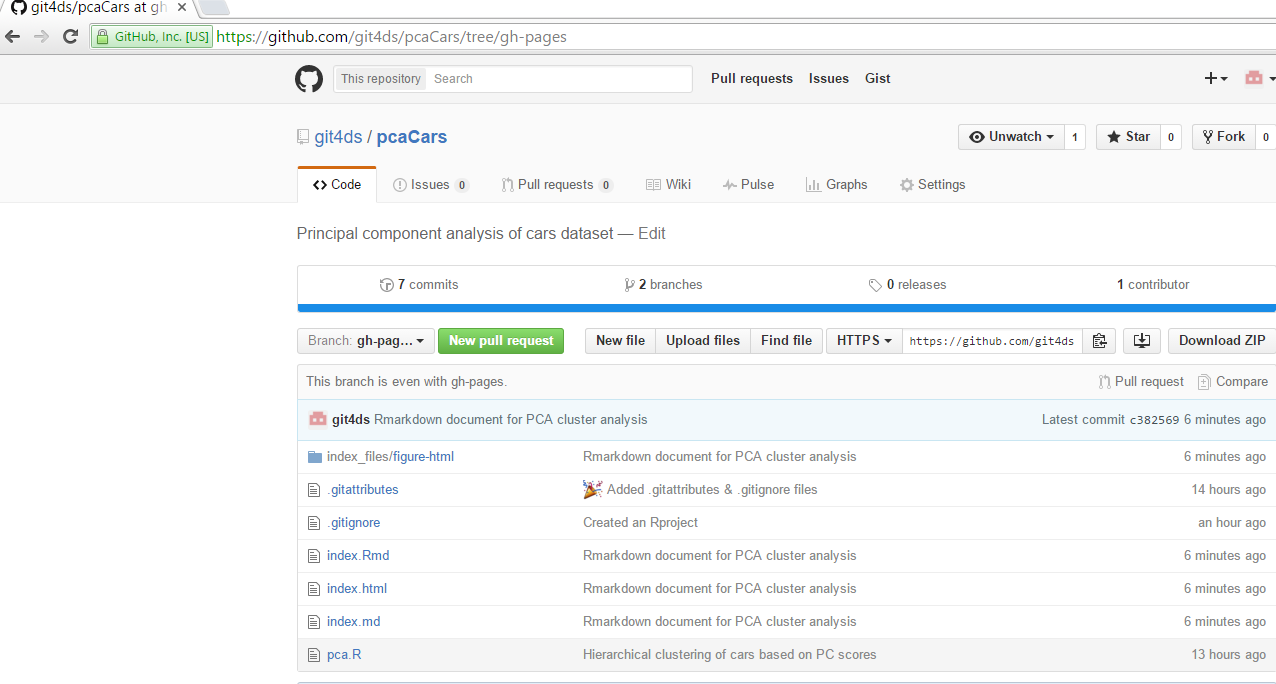 git4ds/pcaCars at gh
GitHub, Inc. [US] https://github.com/git4ds/pcaCars/tree/gh-pages
This repository Search Pull requests Issues Gist
git4ds / pcaCars Unwatch 1 Star 0 Fork 0
Code Issues 0 Pull requests 0 Wiki Pulse Graphs Settings
Principal component analysis of cars dataset — Edit
7 commits 2 branches 0 releases 1 contributor
Branch: gh-pag... New pull request New file Upload files Find file HTTPS https://github.com/git4ds Download ZIP
This branch is even with gh-pages. Pull request Compare
git4ds Rmarkdown document for PCA cluster analysis Latest commit c382569 6 minutes ago
index_files/figure-html Rmarkdown document for PCA cluster analysis 6 minutes ago
.gitattributes Added .gitattributes & .gitignore files 14 hours ago
.gitignore Created an Rproject an hour ago
index.Rmd Rmarkdown document for PCA cluster analysis 6 minutes ago
index.html Rmarkdown document for PCA cluster analysis 6 minutes ago
index.md Rmarkdown document for PCA cluster analysis 6 minutes ago
pca.R Hierarchical clustering of cars based on PC scores 13 hours ago